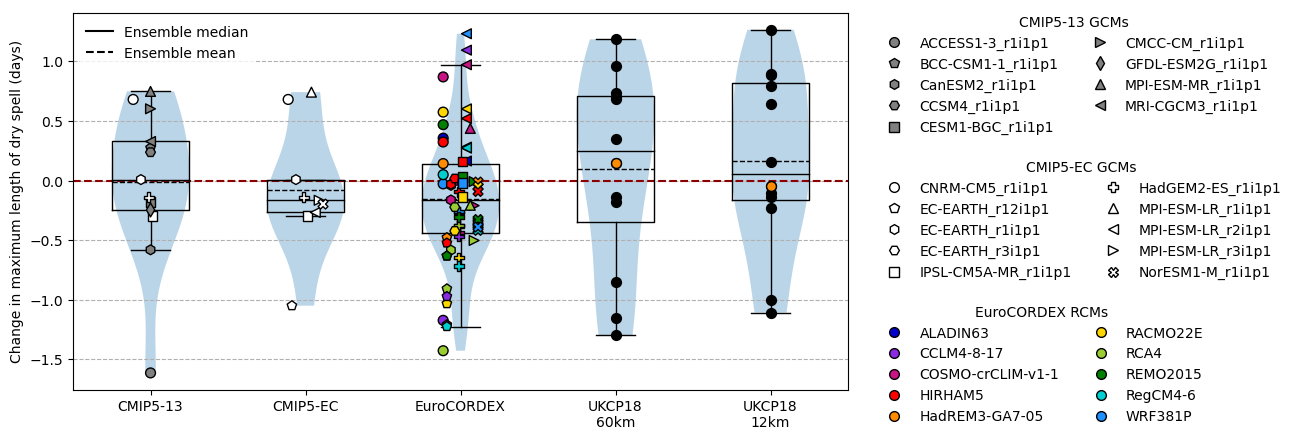 Change in maximum length of dry spell (days)
1.0
0.5
0.0
−0.5
−1.0
−1.5
Ensemble median
Ensemble mean
CMIP5-13
CMIP5-EC
EuroCORDEX
UKCP18
60km
UKCP18
12km
CMIP5-13 GCMs
ACCESS1-3_r1i1p1
BCC-CSM1-1_r1i1p1
CanESM2_r1i1p1
CCSM4_r1i1p1
CESM1-BGC_r1i1p1
CMCC-CM_r1i1p1
GFDL-ESM2G_r1i1p1
MPI-ESM-MR_r1i1p1
MRI-CGCM3_r1i1p1
CMIP5-EC GCMs
CNRM-CM5_r1i1p1
EC-EARTH_r12i1p1
EC-EARTH_r1i1p1
EC-EARTH_r3i1p1
IPSL-CM5A-MR_r1i1p1
HadGEM2-ES_r1i1p1
MPI-ESM-LR_r1i1p1
MPI-ESM-LR_r2i1p1
MPI-ESM-LR_r3i1p1
NorESM1-M_r1i1p1
EuroCORDEX RCMs
ALADIN63
CCLM4-8-17
COSMO-crCLIM-v1-1
HIRHAM5
HadREM3-GA7-05
RACMO22E
RCA4
REMO2015
RegCM4-6
WRF381P